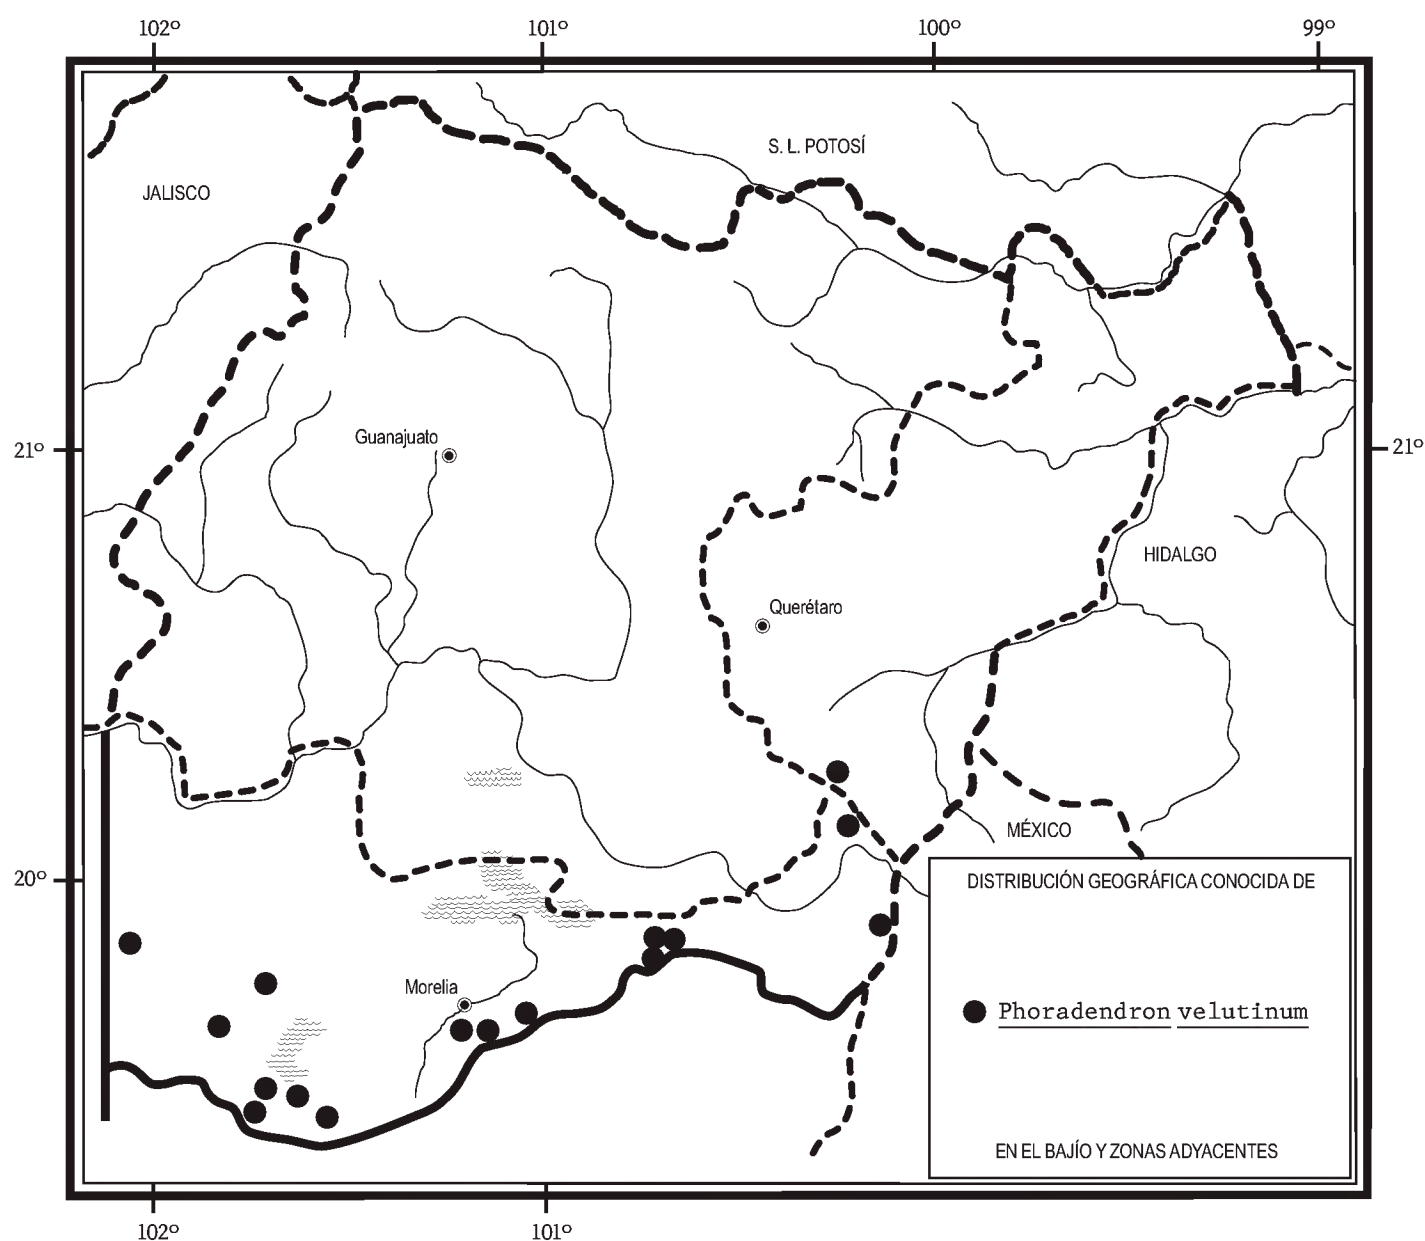 102º
101º
100º
99º
S. L. POTOSÍ
JALISCO
Guanajuato
21º
21º
HIDALGO
Querétaro
MÉXICO
20º
DISTRIBUCIÓN GEOGRÁFICA CONOCIDA DE
Morelia
Phoradendron velutinum
EN EL BAJÍO Y ZONAS ADYACENTES
102º
101º